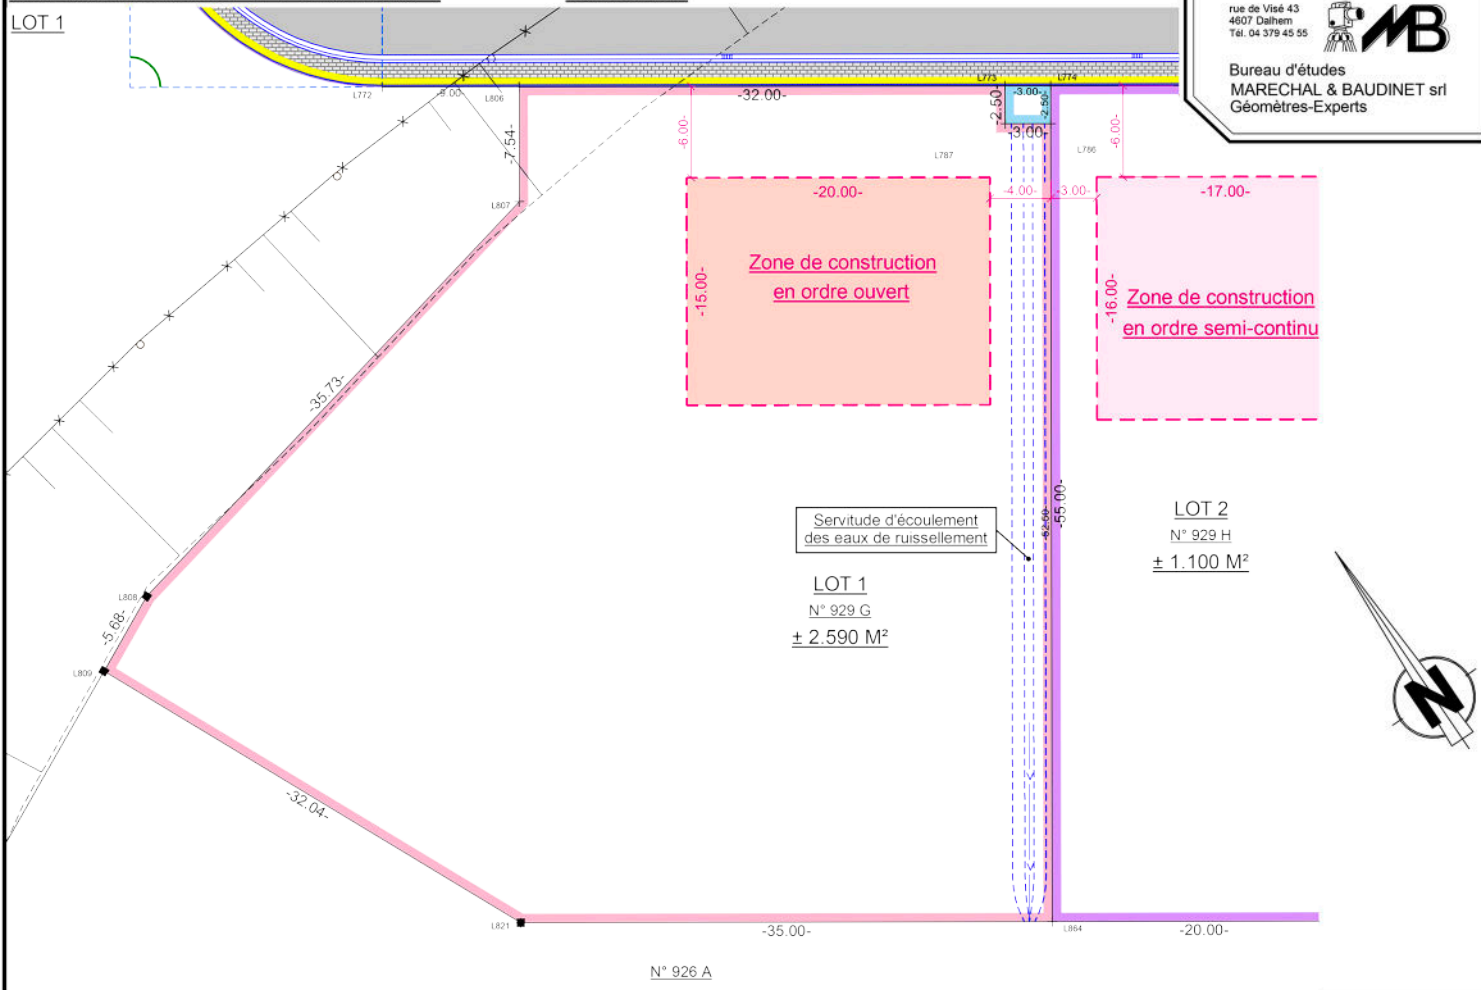 LOT 1
rue de Visé 43
4607 Dalhem
Tél. 04 379 45 55
MB
Bureau d'études
MARECHAL & BAUDINET srl
Géomètres-Experts
L772
-9.00-
L806
-32.00-
L773
L774
-3.00-
-2.50-
-2.50-
-3.00-
-7.54-
-6.00-
-6.00-
L787
L786
L807
-20.00-
-4.00-
-3.00-
-17.00-
Zone de construction
en ordre ouvert
-15.00-
Zone de construction
en ordre semi-continu
-16.00-
-35.73-
Servitude d'écoulement
des eaux de ruissellement
-52.50-
-55.00-
LOT 2
N° 929 H
± 1.100 M²
LOT 1
N° 929 G
± 2.590 M²
L808
-5.68-
L809
N
-32.04-
L821
-35.00-
L864
-20.00-
N° 926 A